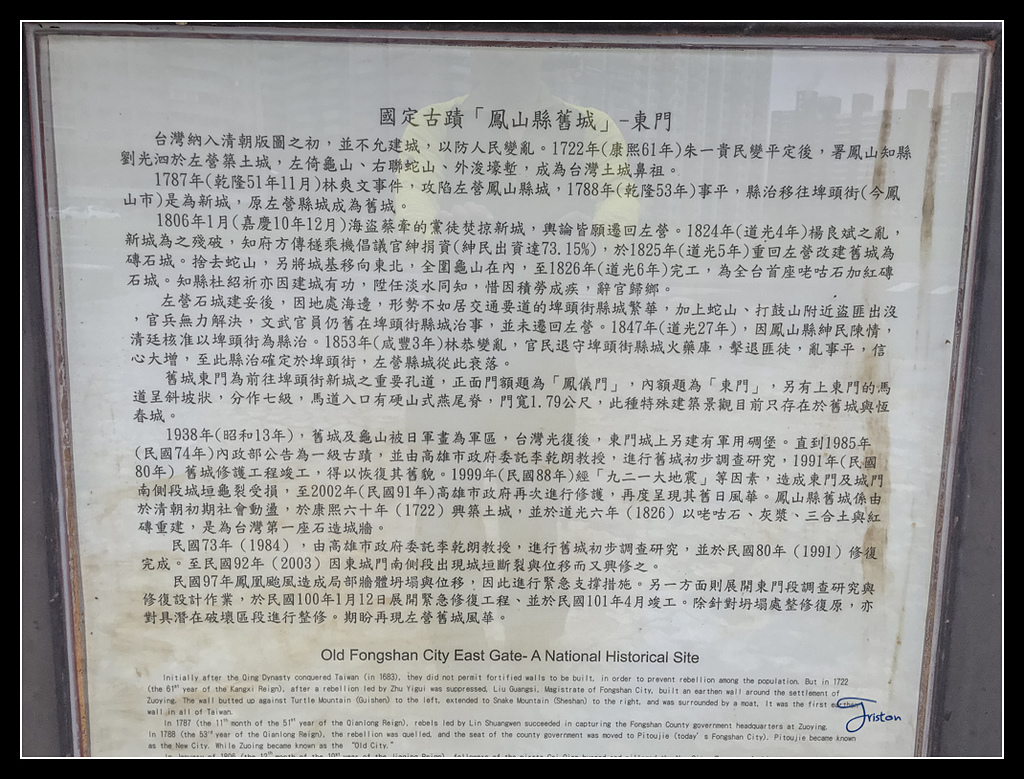 國定古蹟「鳳山縣舊城」-東門
台灣納入清朝版圖之初,並不允建城,以防人民變亂。1722年(康熙61年)朱一貴民變平定後,署鳳山知縣
劉光泗於左營築土城,左倚龜山、右聯蛇山、外浚壕塹,成為台灣土城鼻祖。
1787年(乾隆51年11月)林爽文事件,攻陷左營鳳山縣城,1788年(乾隆53年)事平,縣治移往埤頭街(今鳳
山市)是為新城,原左營縣城成為舊城。
1806年1月(嘉慶10年12月)海盜蔡牽的黨徒焚掠新城,輿論皆願遷回左營。1824年(道光4年)楊良斌之亂,
新城為之殘破,知府方傳穟乘機倡議官紳捐資(紳民出資達73.15%),於1825年(道光5年)重回左營改建舊城為
磚石城。捨去蛇山,另將城基移向東北,全圍龜山在內,至1826年(道光6年)完工,為全台首座咾咕石加紅磚
石城。知縣杜紹祈亦因建城有功,陞任淡水同知,惜因積勞成疾,辭官歸鄉。
左營石城建妥後,因地處海邊,形勢不如居交通要道的埤頭街縣城繁華,加上蛇山、打鼓山附近盜匪出沒
,官兵無力解決,文武官員仍舊在埤頭街縣城治事,並未遷回左營。1847年(道光27年),因鳳山縣紳民陳情,
清廷核准以埤頭街為縣治。1853年(咸豐3年)林恭變亂,官民退守埤頭街縣城火藥庫,擊退匪徒,亂事平,信
心大增,至此縣治確定於埤頭街,左營縣城從此衰落。
舊城東門為前往埤頭街新城之重要孔道,正面門額題為「鳳儀門」,內額題為「東門」,另有上東門的馬
道呈斜坡狀,分作七級,馬道入口有硬山式燕尾脊,門寬1.79公尺,此種特殊建築景觀目前只存在於舊城與恆
春城。
1938年(昭和13年),舊城及龜山被日軍畫為軍區,台灣光復後,東門城上另建有軍用碉堡。直到1985年
(民國74年)內政部公告為一級古蹟,並由高雄市政府委託李乾朗教授,進行舊城初步調查研究,1991年(民國
80年) 舊城修護工程竣工,得以恢復其舊貌。1999年(民國88年)經「九二一大地震」等因素,造成東門及城門
南側段城垣龜裂受損,至2002年(民國91年)高雄市政府再次進行修護,再度呈現其舊日風華。鳳山縣舊城係由
於清朝初期社會動盪,於康熙六十年(1722)興築土城,並於道光六年(1826)以咾咕石、灰漿、三合土與紅
磚重建,是為台灣第一座石造城牆。
民國73年(1984),由高雄市政府委託李乾朗教授,進行舊城初步調查研究,並於民國80年(1991)修復
完成。至民國92年(2003)因東城門南側段出現城垣斷裂與位移而又興修之。
民國97年鳳凰颱風造成局部牆體坍塌與位移,因此進行緊急支撐措施。另一方面則展開東門段調查研究與
修復設計作業,於民國100年1月12日展開緊急修復工程、並於民國101年4月竣工。除針對坍塌處整修復原,亦
對具潛在破壞區段進行整修。期盼再現左營舊城風華。
Old Fongshan City East Gate- A National Historical Site
Initially after the Qing Dynasty conquered Taiwan (in 1683), they did not permit fortified walls to be built, in order to prevent rebellion among the population. But in 1722
(the 61st year of the Kangxi Reign), after a rebellion led by Zhu Yigui was suppressed, Liu Guangsi, Magistrate of Fongshan City, built an earthen wall around the settlement of
Zuoying. The wall butted up against Turtle Mountain (Guishen) to the left, extended to Snake Mountain (Sheshan) to the right, and was surrounded by a moat. It was the first earthen
wall in all of Taiwan.
In 1787 (the 11th month of the 51st year of the Qianlong Reign), rebels led by Lin Shuangwen succeeded in capturing the Fongshan County government headquarters at Zuoying.
In 1788 (the 53rd year of the Qianlong Reign), the rebellion was quelled, and the seat of the county government was moved to Pitoujie (today's Fongshan City). Pitoujie became known
as the New City. While Zuoing became known as the "Old City."
Triston